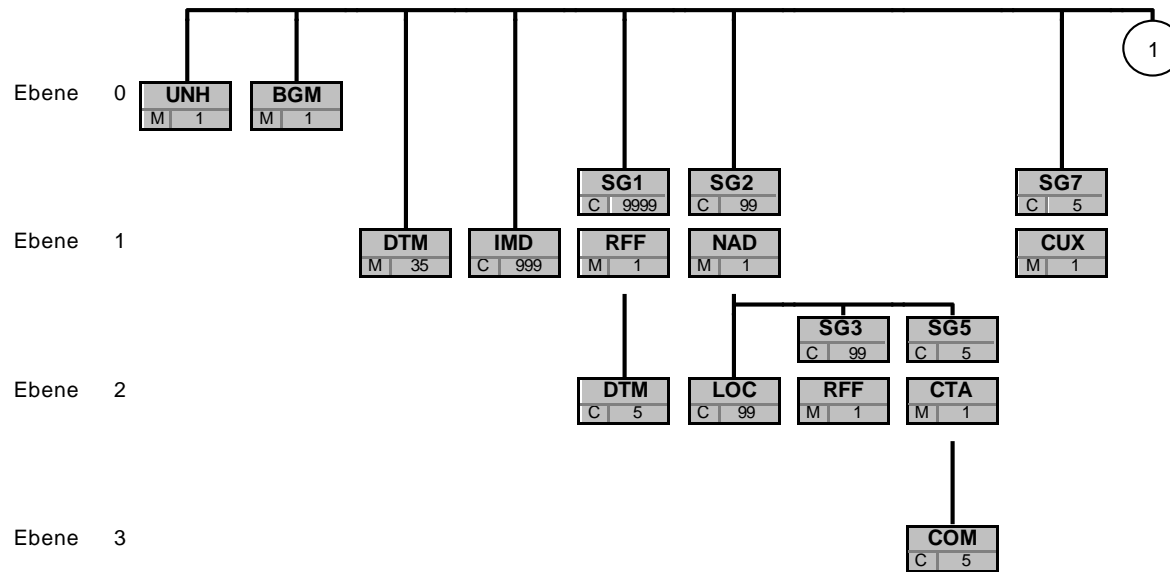 1
Ebene 0 UNH BGM
M 1 M 1
SG1 SG2 SG7
C 9999 C 99 C 5
Ebene 1 DTM IMD RFF NAD CUX
M 35 C 999 M 1 M 1 M 1
SG3 SG5
C 99 C 5
Ebene 2 DTM LOC RFF CTA
C 5 C 99 M 1 M 1
Ebene 3 COM
C 5